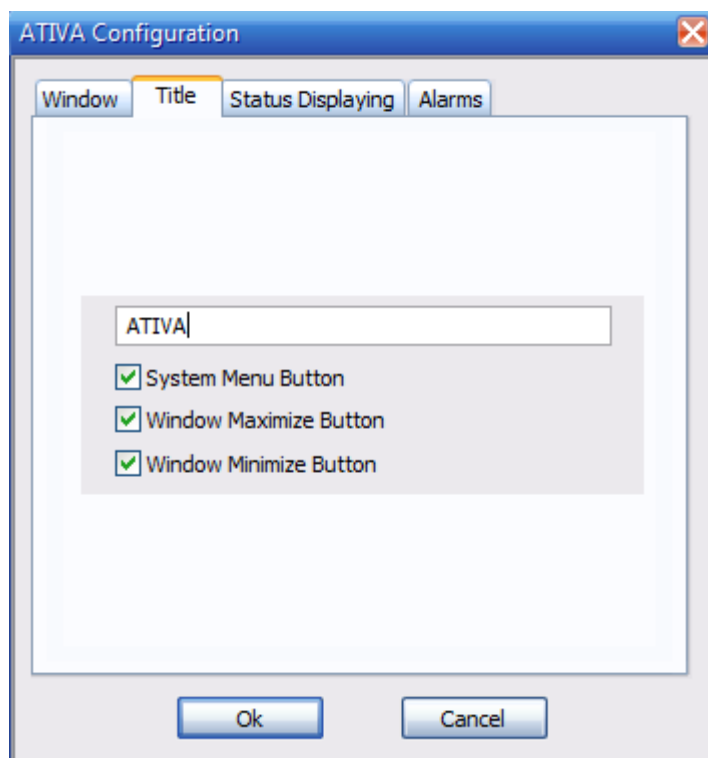 ATIVA Configuration
Window Title Status Displaying Alarms
ATIVA
System Menu Button
Window Maximize Button
Window Minimize Button
Ok Cancel